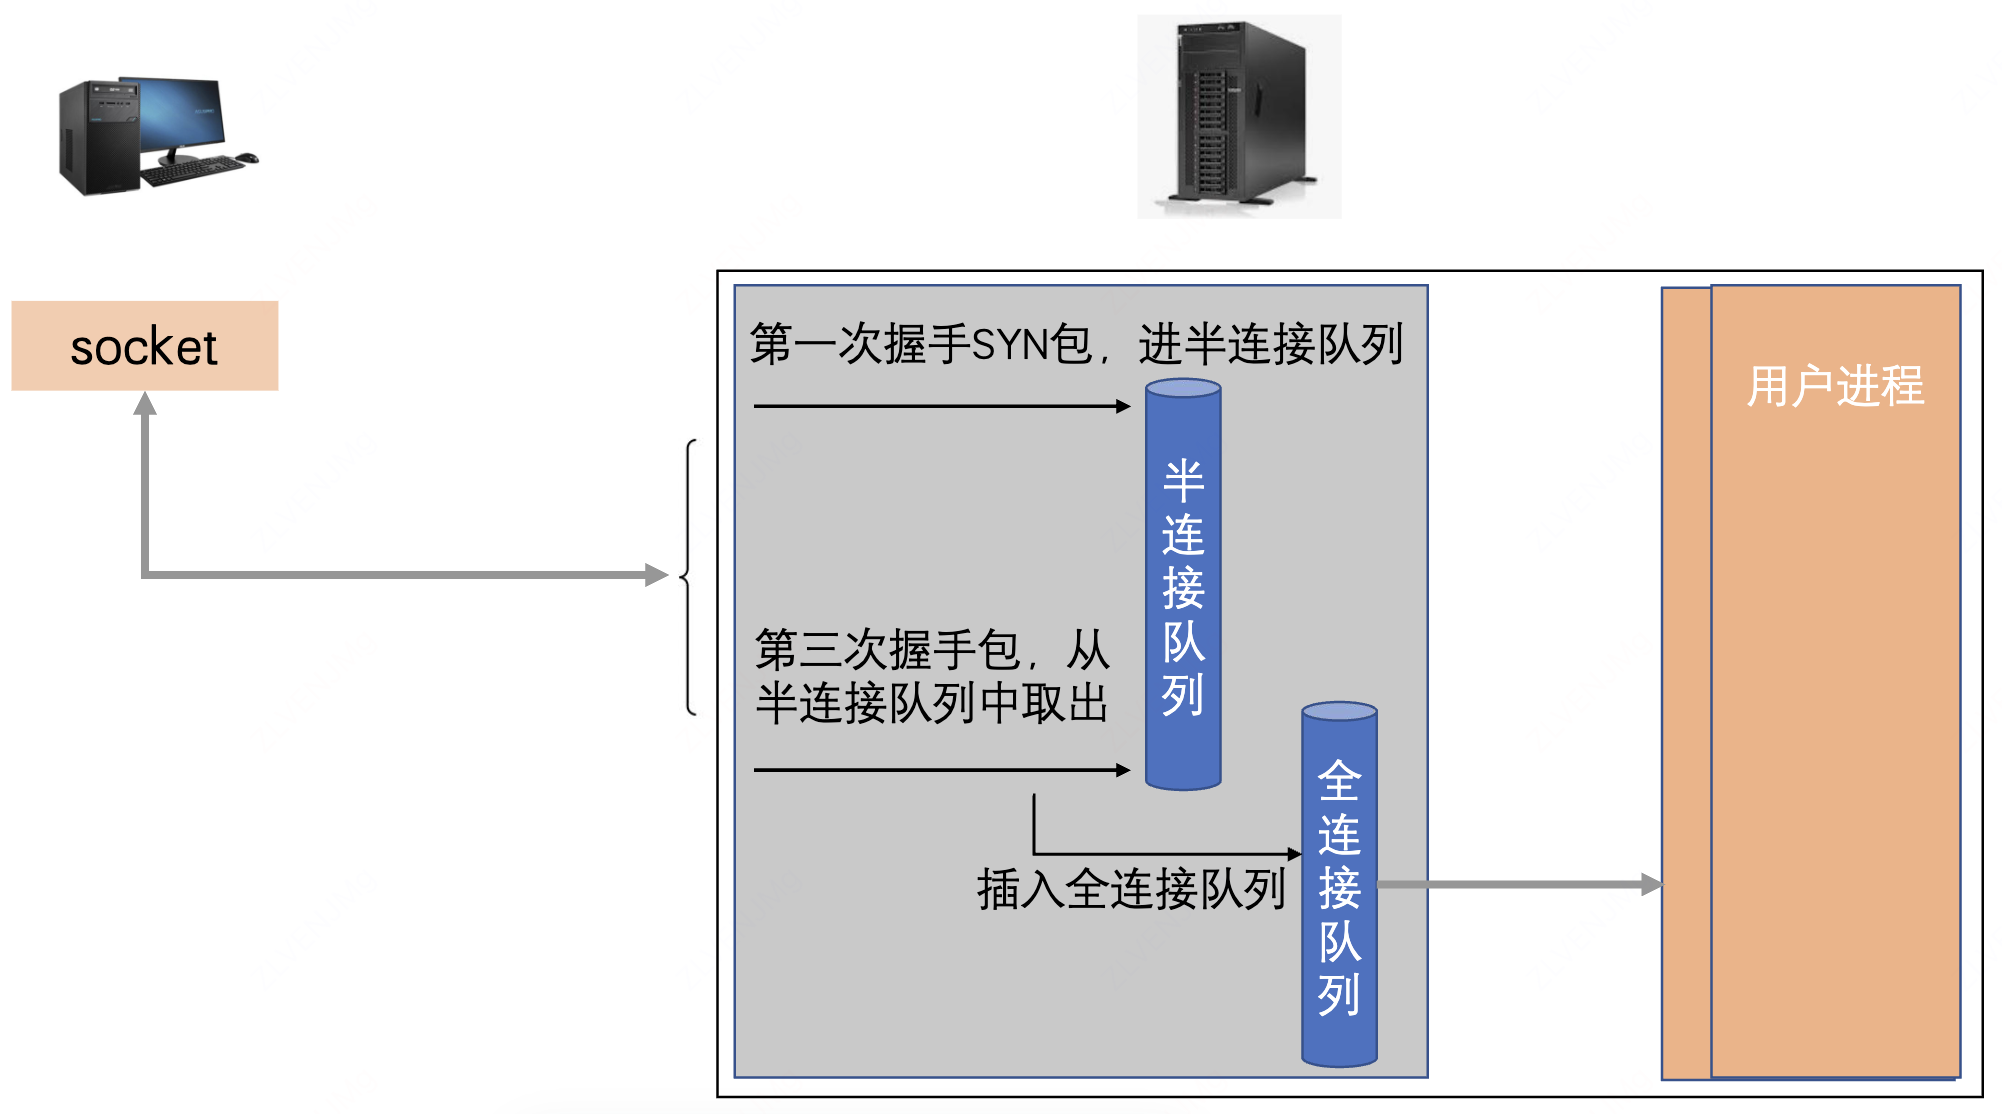 socket
第一次握手SYN包，进半连接队列
半连接队列
第三次握手包，从
半连接队列中取出
插入全连接队列
全连接队列
用户进程